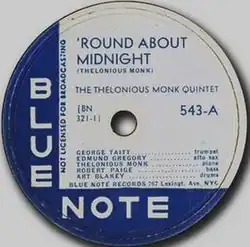 'ROUND ABOUT
MIDNIGHT
(THELONIOUS MONK)
THE THELONIOUS MONK QUINTET
(BN
321-1)
543-A
GEORGE TAITT trumpet
EDMUND GREGORY alto sax
THELONIOUS MONK piano
ROBERT PAIGE bass
ART BLAKEY drums
BLUE NOTE RECORDS 767 Lexingt. Ave, NYC
BLUE
NOT LICENSED FOR BROADCASTING
NOTE